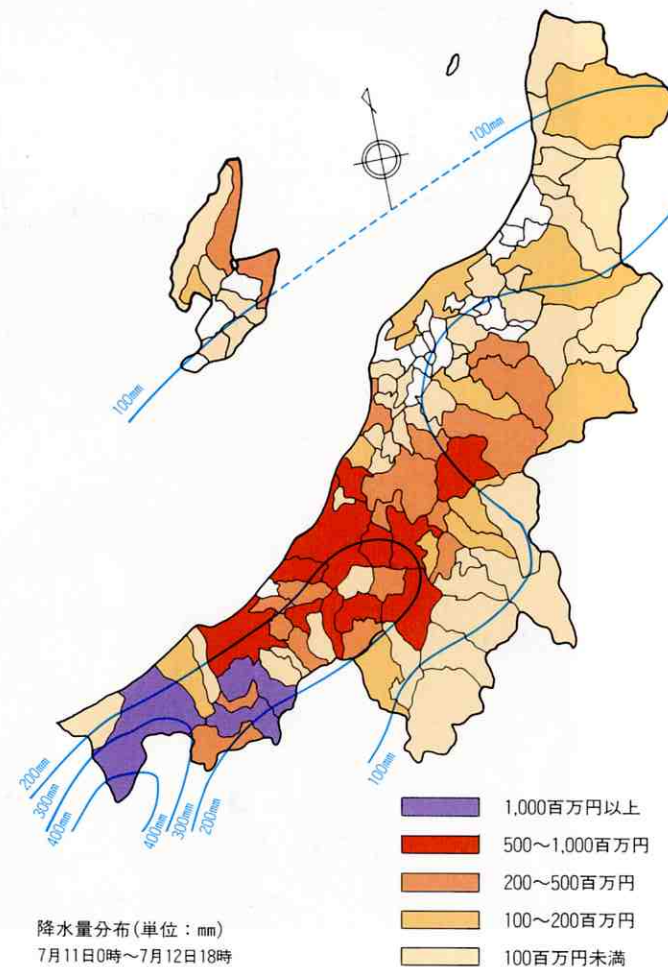 100mm
100mm
200mm
300mm
400mm
400mm
300mm
200mm
100mm
1,000百万円以上
500～1,000百万円
200～500百万円
100～200百万円
100百万円未満
降水量分布(単位：mm)
7月11日0時～7月12日18時